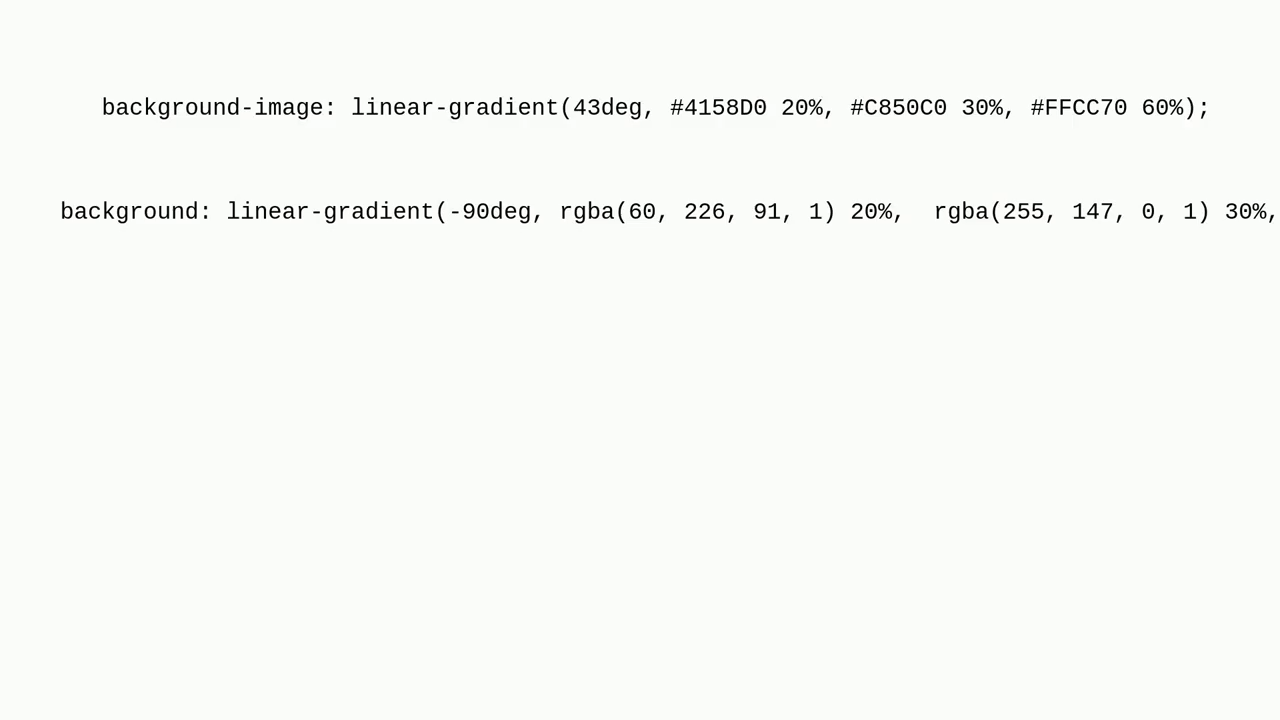 background-image: linear-gradient(43deg, #4158D0 20%, #C850C0 30%, #FFCC70 60%);
background: linear-gradient(-90deg, rgba(60, 226, 91, 1) 20%,  rgba(255, 147, 0, 1) 30%,